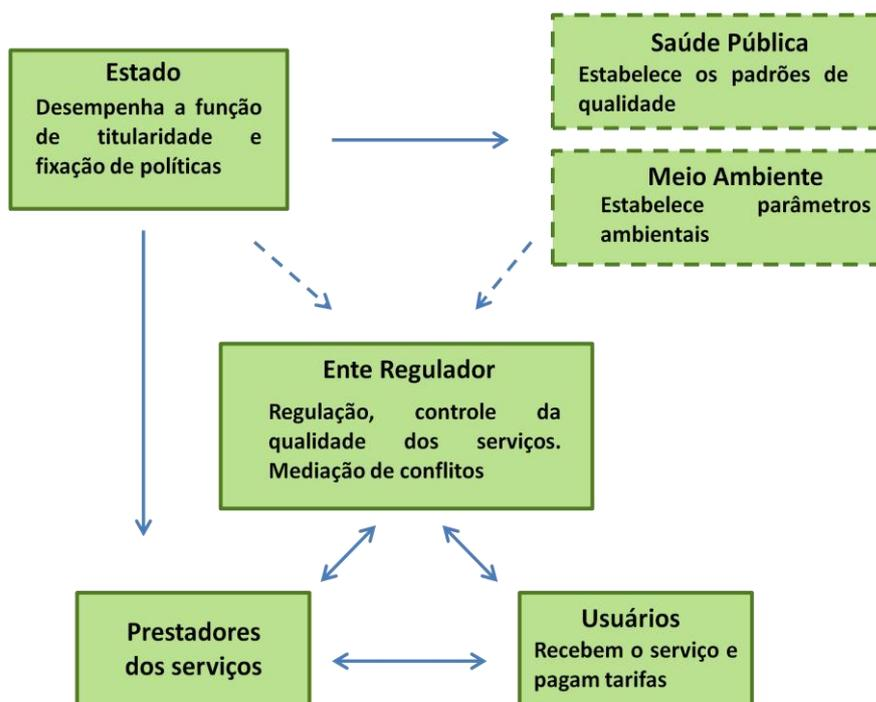 Estado
Desempenha a função
de titularidade e
fixação de políticas
Saúde Pública
Estabelece os padrões de
qualidade
Meio Ambiente
Estabelece parâmetros
ambientais
Ente Regulador
Regulação, controle da
qualidade dos serviços.
Mediação de conflitos
Prestadores
dos serviços
Usuários
Recebem o serviço e
pagam tarifas